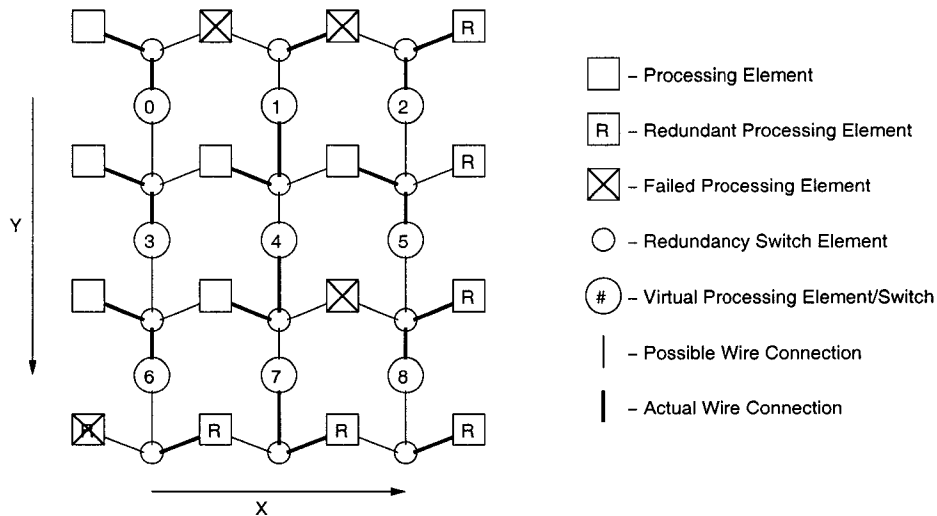 R
0 1 2
R
Y
3 4 5
R
6 7 8
R R R R
X
– Processing Element
R – Redundant Processing Element
– Failed Processing Element
– Redundancy Switch Element
# – Virtual Processing Element/Switch
– Possible Wire Connection
– Actual Wire Connection